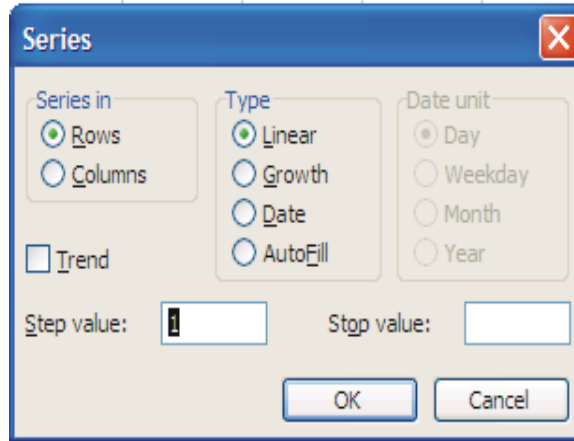 Series
Series in
Rows
Columns
Trend
Type
Linear
Growth
Date
AutoFill
Date unit
Day
Weekday
Month
Year
Step value: 1
Stop value:
OK
Cancel